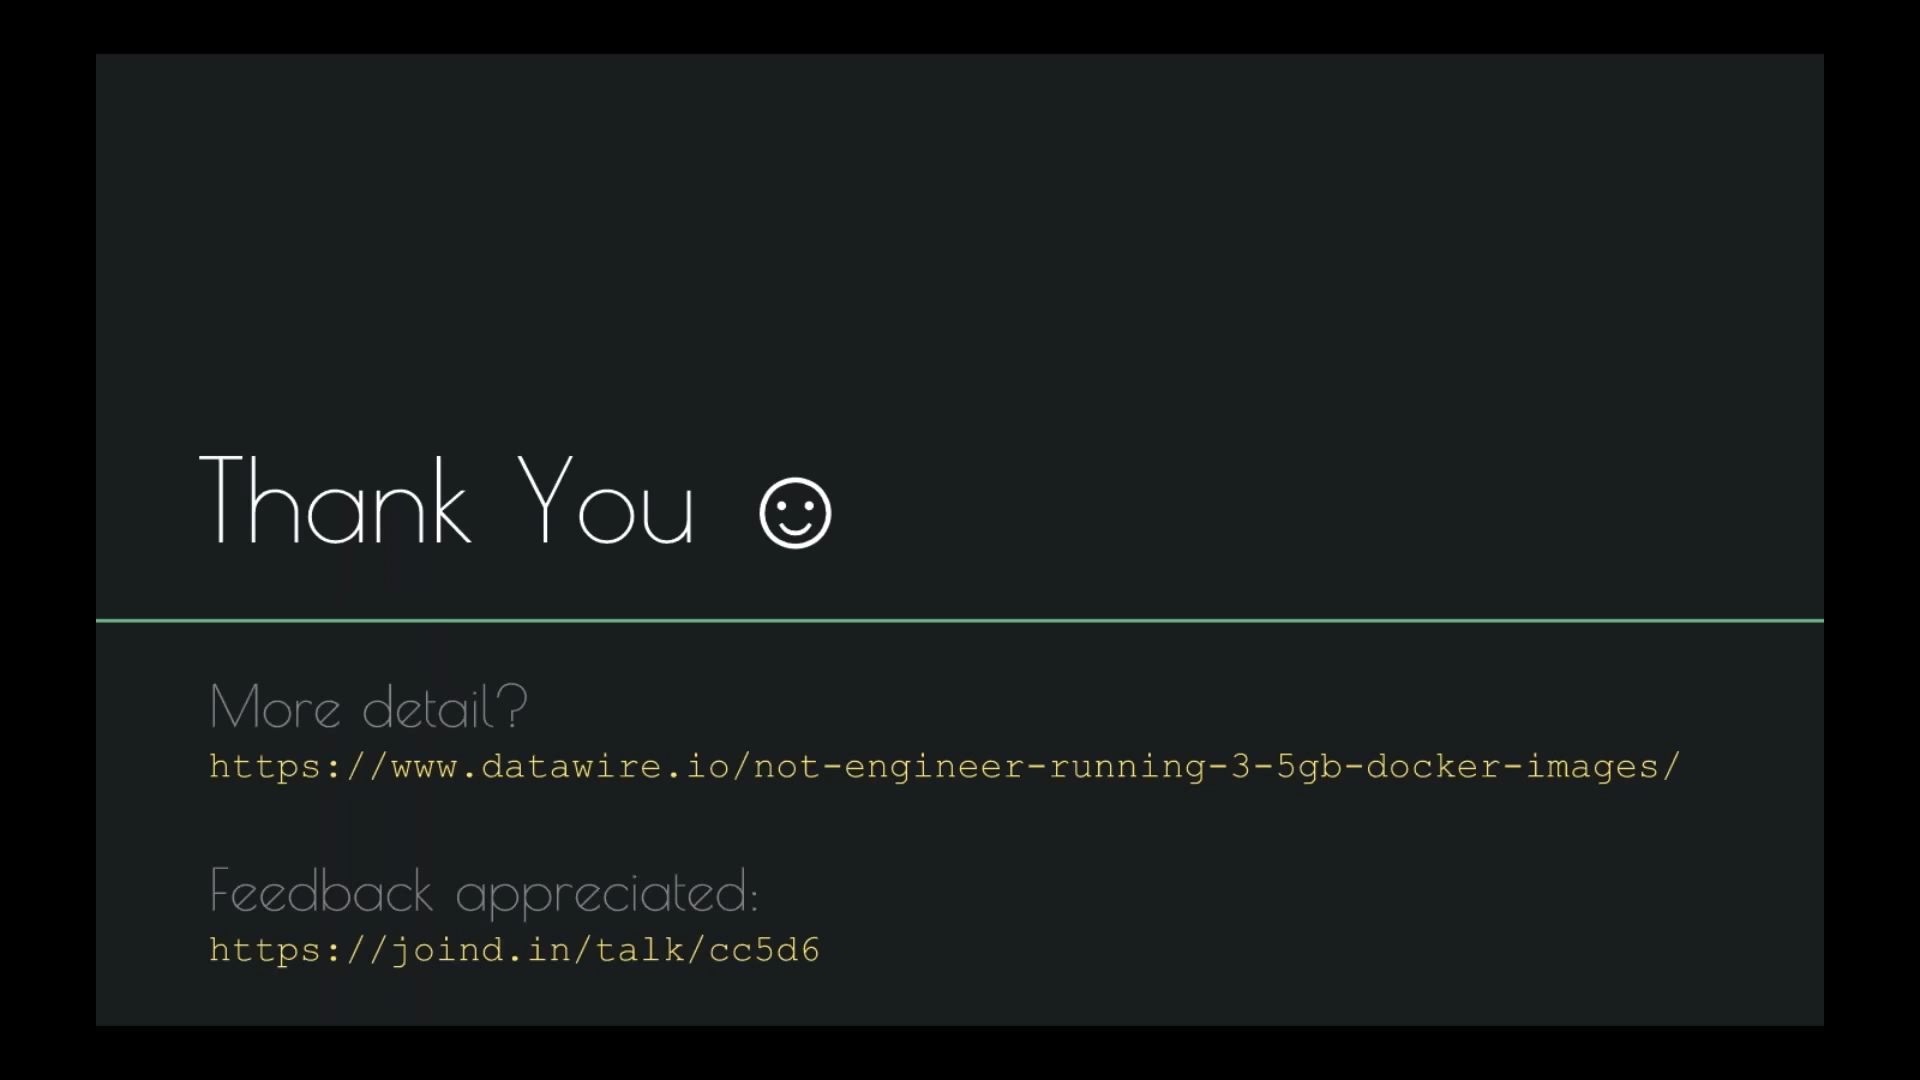 Thank You ☺
More detail?
https://www.datawire.io/not-engineer-running-3-5gb-docker-images/
Feedback appreciated:
https://joind.in/talk/cc5d6